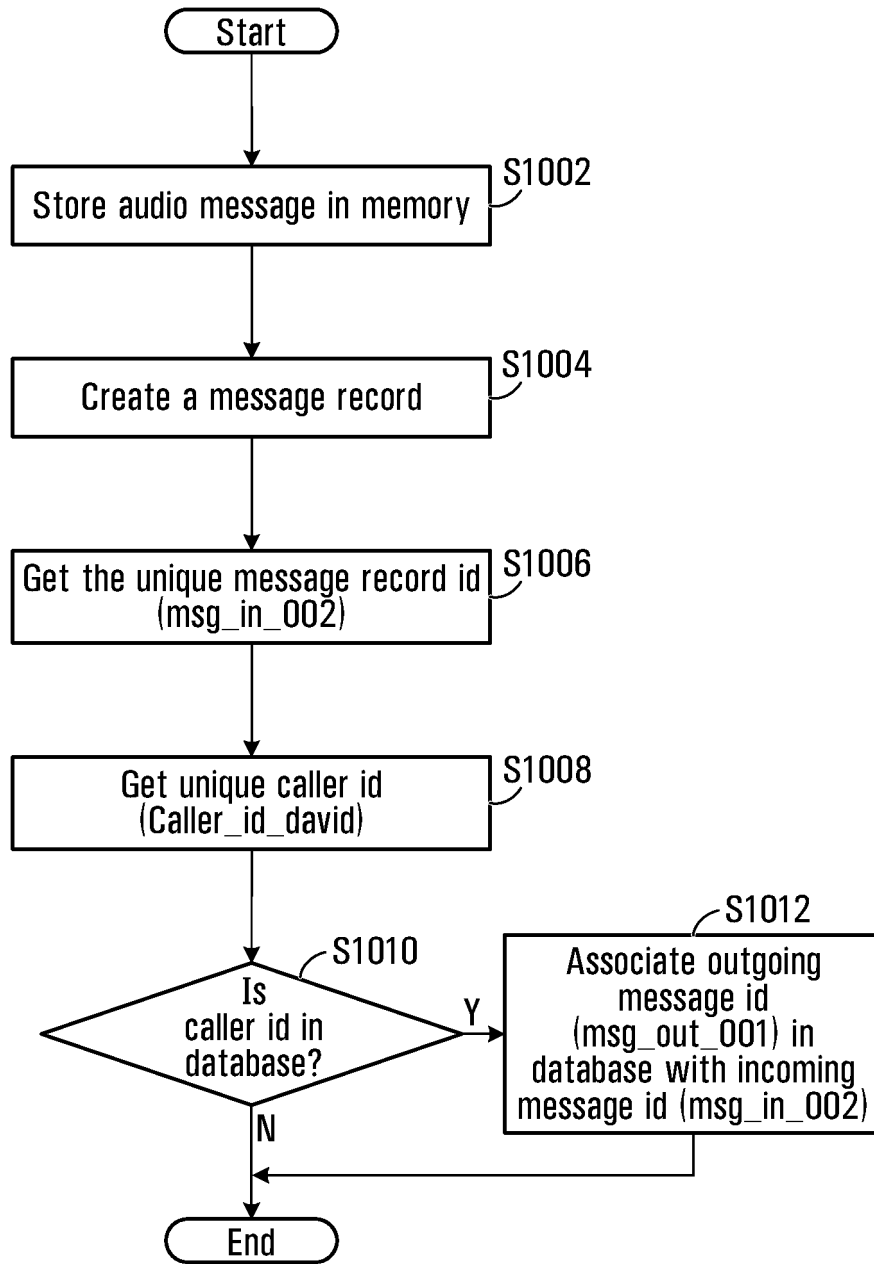 Start
S1002
Store audio message in memory
S1004
Create a message record
S1006
Get the unique message record id
(msg_in_002)
S1008
Get unique caller id
(Caller_id_david)
S1010
Is
caller id in
database?
Y
N
S1012
Associate outgoing
message id
(msg_out_001) in
database with incoming
message id (msg_in_002)
End